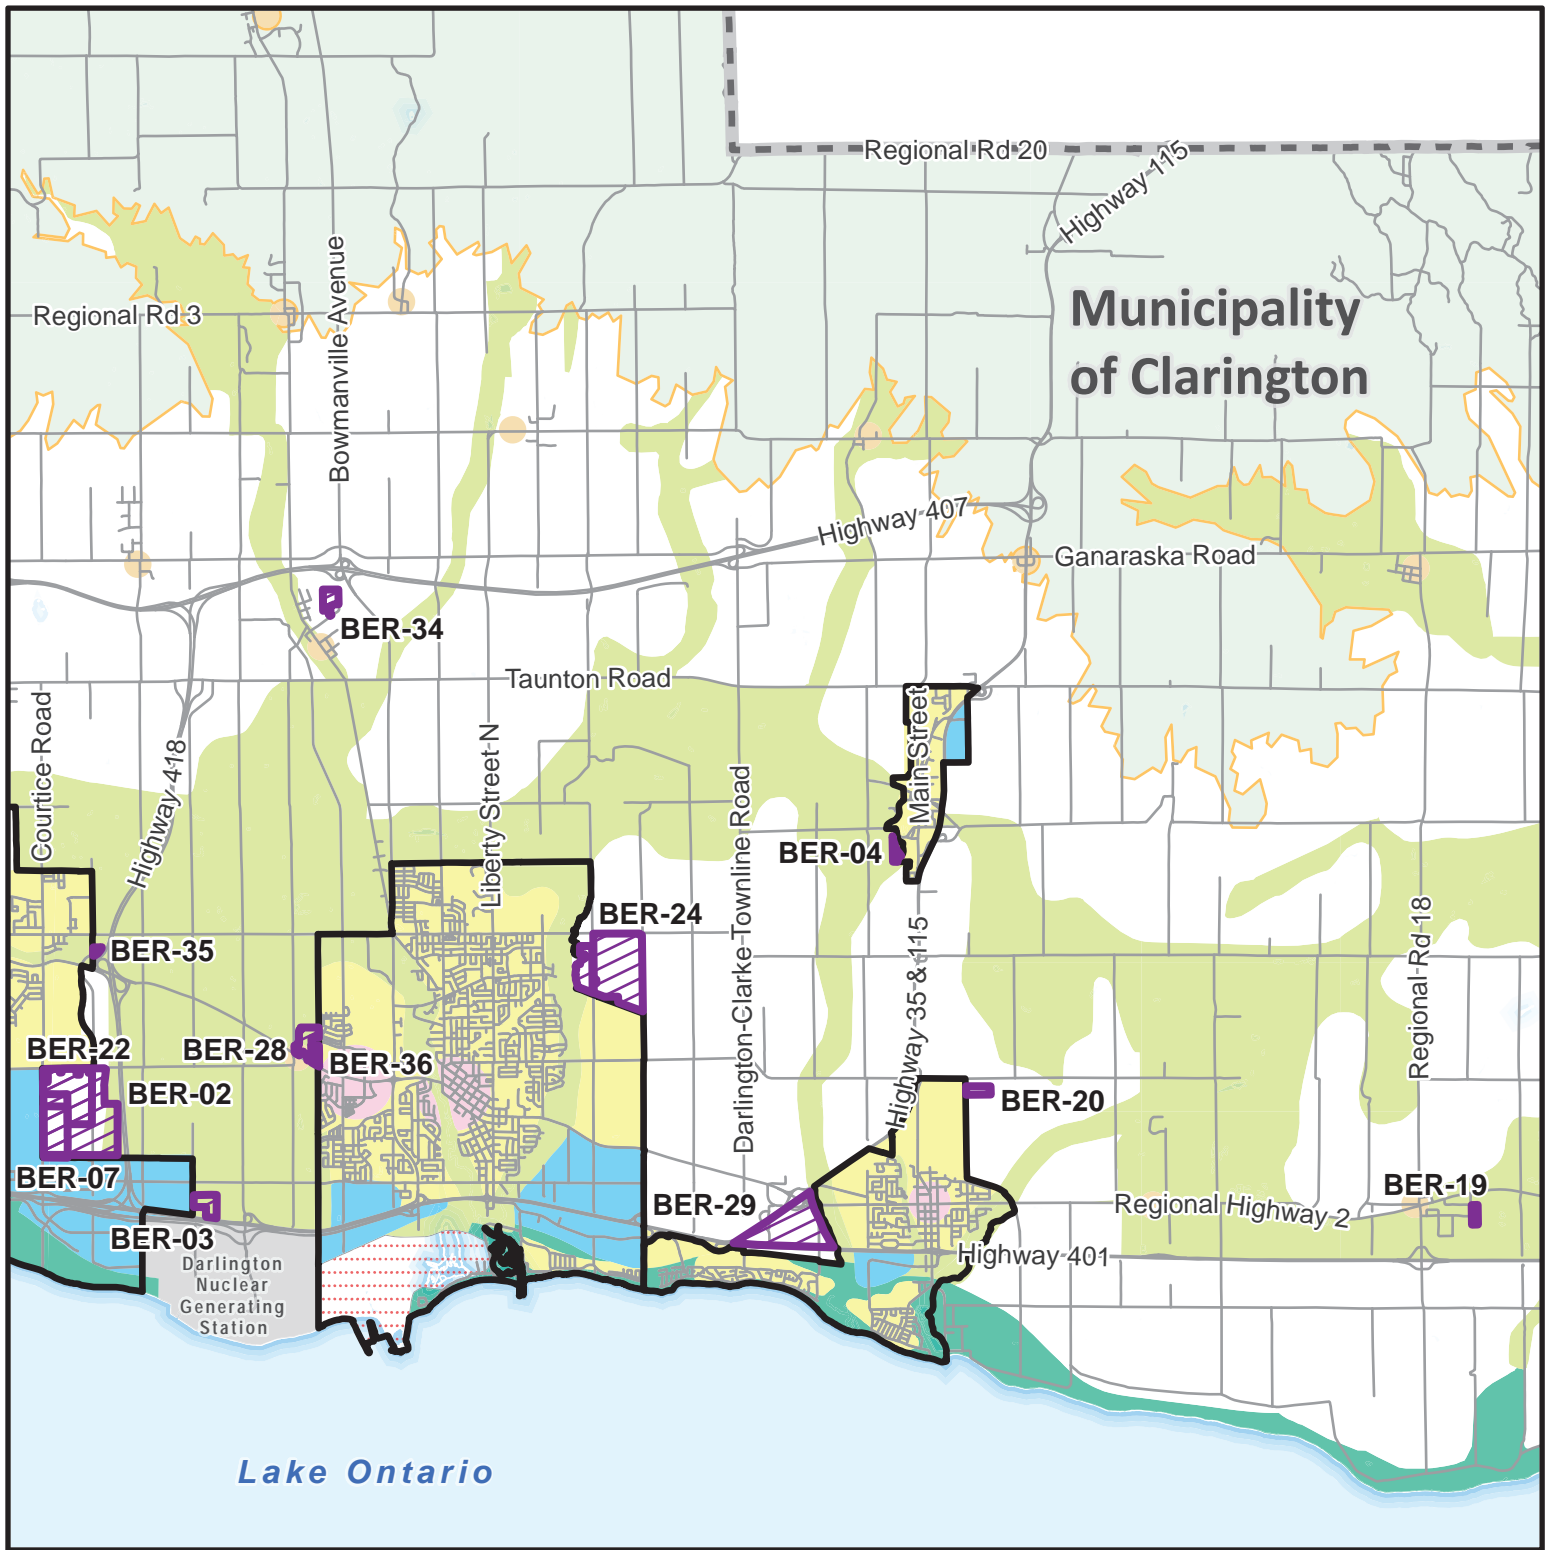 Regional Rd 20
Highway 115
Municipality
of Clarington
Regional Rd 3
Bowmanville Avenue
Highway 407
Ganaraska Road
BER-34
Taunton Road
Courtice Road
Highway 418
Liberty Street N
Darlington-Clarke Townline Road
Main Street
BER-04
BER-24
BER-35
Highway 35 & 115
Regional Rd 18
BER-22
BER-28
BER-36
BER-02
BER-20
BER-07
BER-29
BER-19
Regional Highway 2
BER-03
Highway 401
Darlington
Nuclear
Generating
Station
Lake Ontario